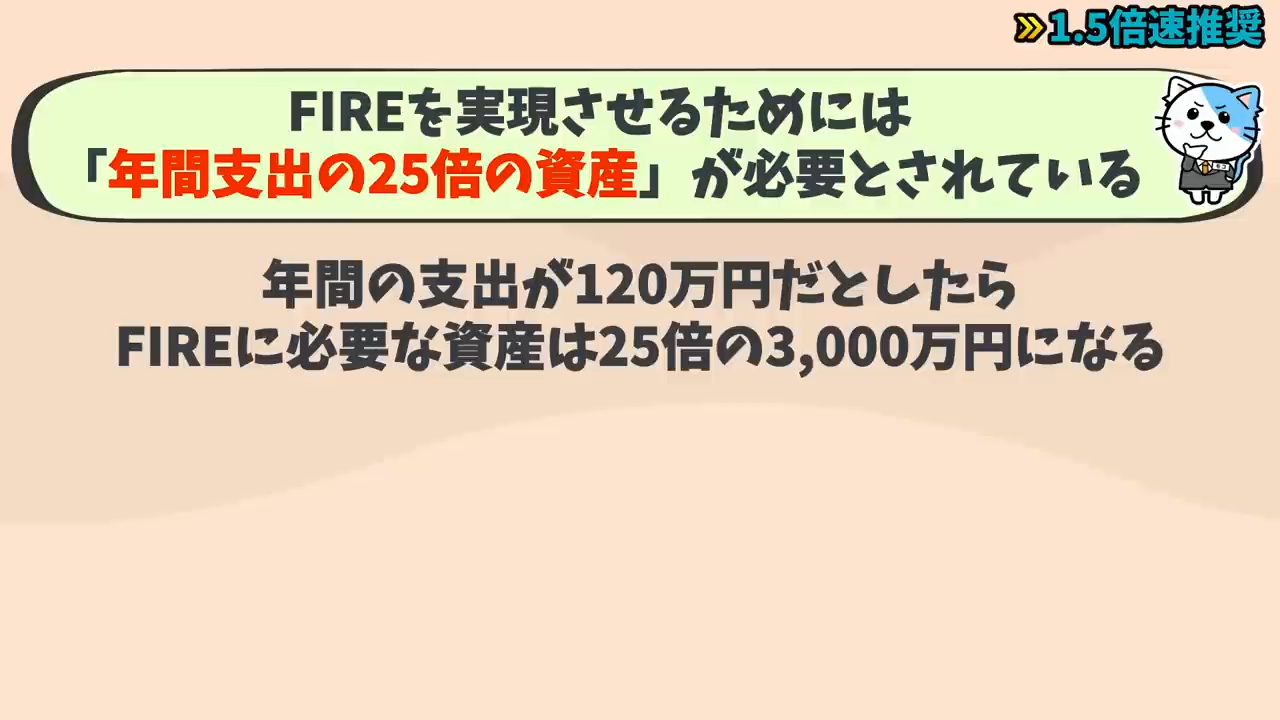 1.5倍速推奨
FIREを実現させるためには
「年間支出の25倍の資産」が必要とされている
年間の支出が120万円だとしたら
FIREに必要な資産は25倍の3,000万円になる